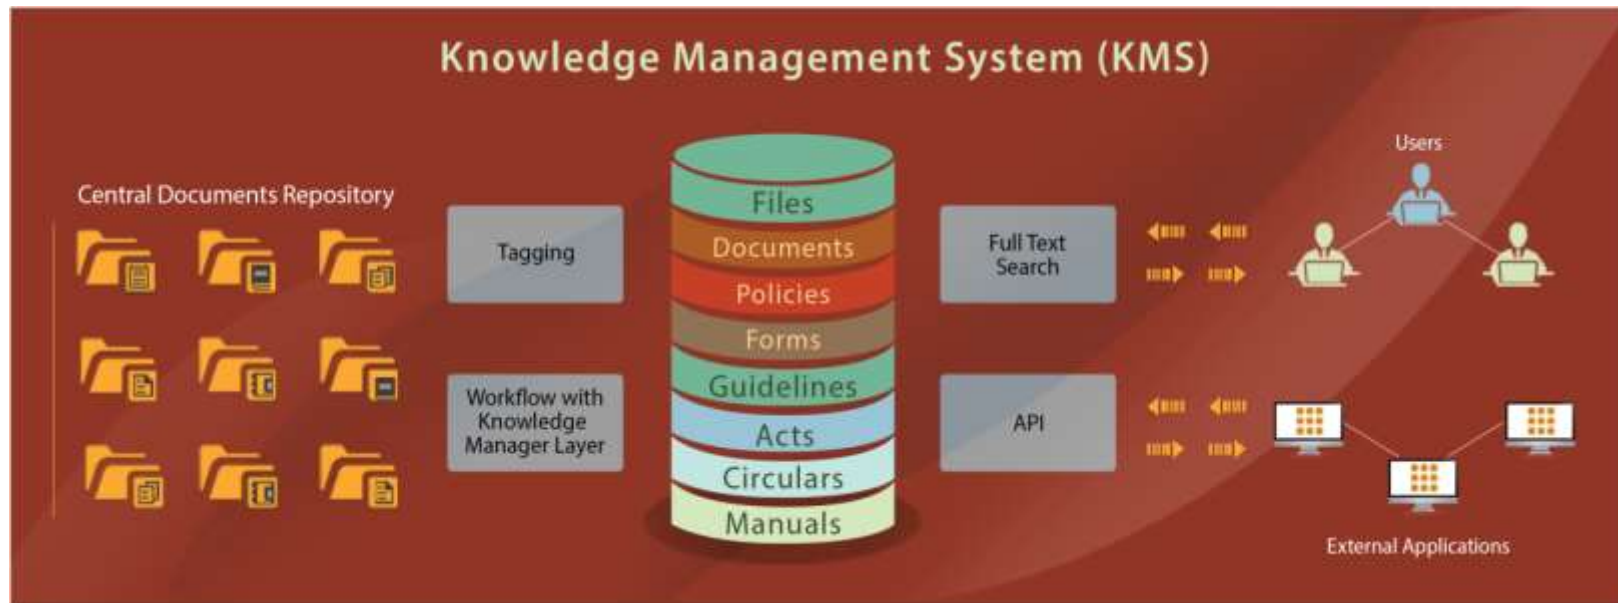 Knowledge Management System (KMS)
Central Documents Repository
Tagging
Workflow with
Knowledge
Manager Layer
Files
Documents
Policies
Forms
Guidelines
Acts
Circulars
Manuals
Full Text
Search
API
Users
External Applications